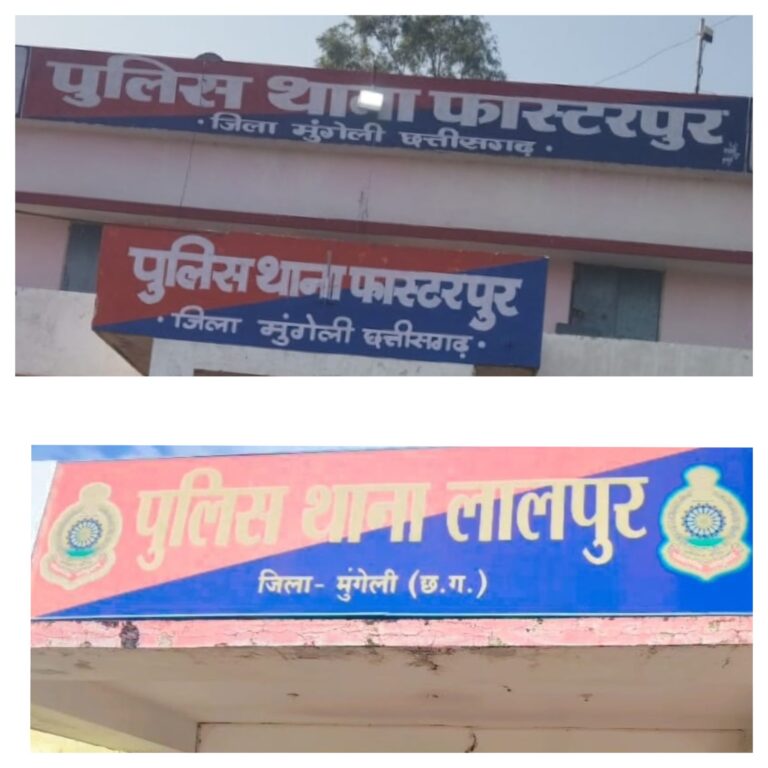 पुलिस थाना फास्टरपुर
· जिला मुंगेली छत्तीसगढ़ ·
पुलिस थाना फास्टरपुर
· जिला मुंगेली छत्तीसगढ़ ·
पुलिस थाना लालपुर
जिला- मुंगेली (छ.ग.)